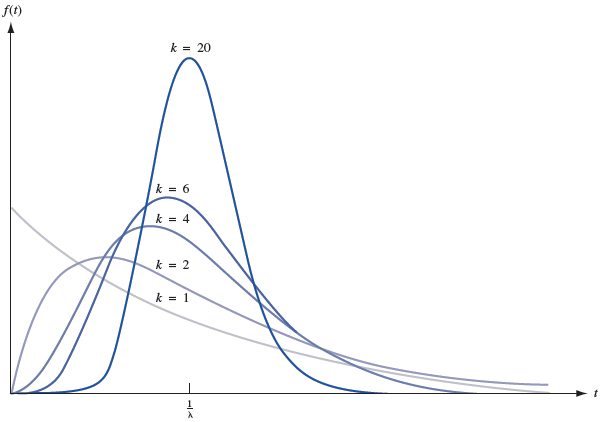 f(t)
k = 20
k = 6
k = 4
k = 2
k = 1
t
1
λ